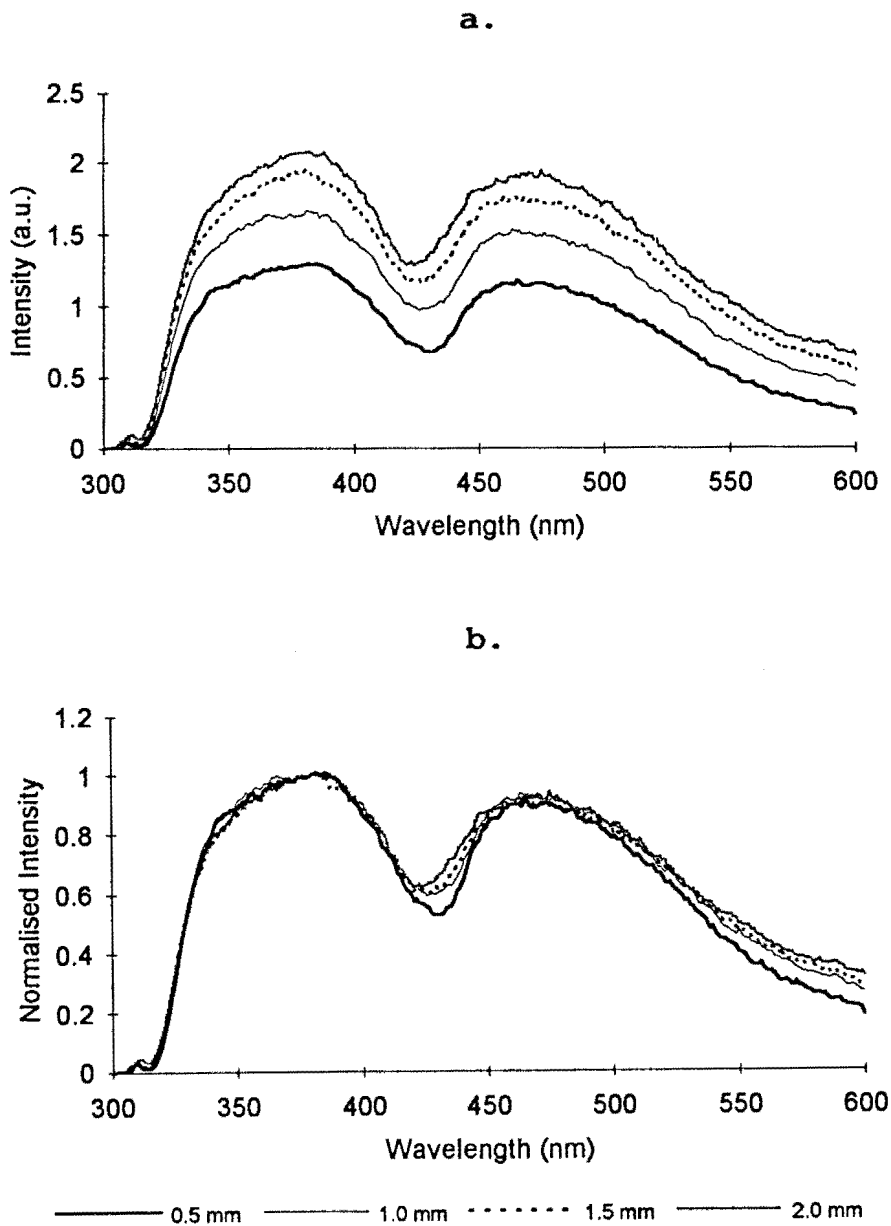 a.
2.5
2
1.5
1
0.5
0
Intensity (a.u.)
300 350 400 450 500 550 600
Wavelength (nm)
b.
1.2
1
0.8
0.6
0.4
0.2
0
Normalised Intensity
300 350 400 450 500 550 600
Wavelength (nm)
0.5 mm 1.0 mm 1.5 mm 2.0 mm